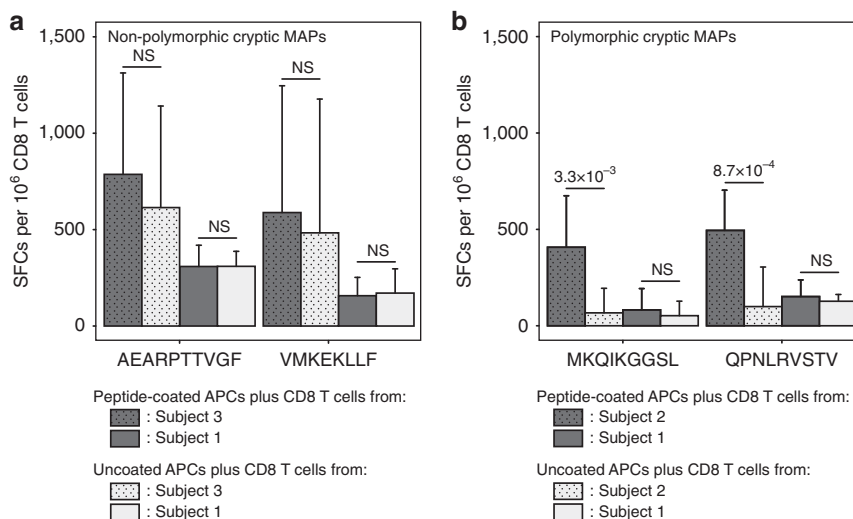 a
Non-polymorphic cryptic MAPs
SFCs per 10⁶ CD8 T cells
1,500
1,000
500
0
NS
NS
NS
NS
AEARPTTVGF
VMKEKLLF
Peptide-coated APCs plus CD8 T cells from:
: Subject 3
: Subject 1
Uncoated APCs plus CD8 T cells from:
: Subject 3
: Subject 1
b
Polymorphic cryptic MAPs
SFCs per 10⁶ CD8 T cells
1,500
1,000
500
0
3.3×10⁻³
8.7×10⁻⁴
NS
NS
MKQIKGGSL
QPNLRVSTV
Peptide-coated APCs plus CD8 T cells from:
: Subject 2
: Subject 1
Uncoated APCs plus CD8 T cells from:
: Subject 2
: Subject 1